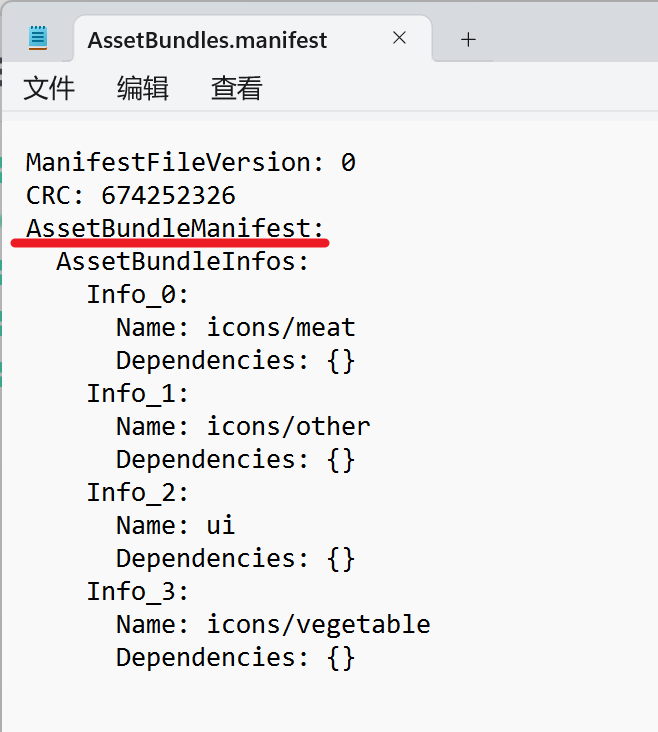 AssetBundles.manifest
文件 编辑 查看
ManifestFileVersion: 0
CRC: 674252326
AssetBundleManifest:
  AssetBundleInfos:
    Info_0:
      Name: icons/meat
      Dependencies: {}
    Info_1:
      Name: icons/other
      Dependencies: {}
    Info_2:
      Name: ui
      Dependencies: {}
    Info_3:
      Name: icons/vegetable
      Dependencies: {}